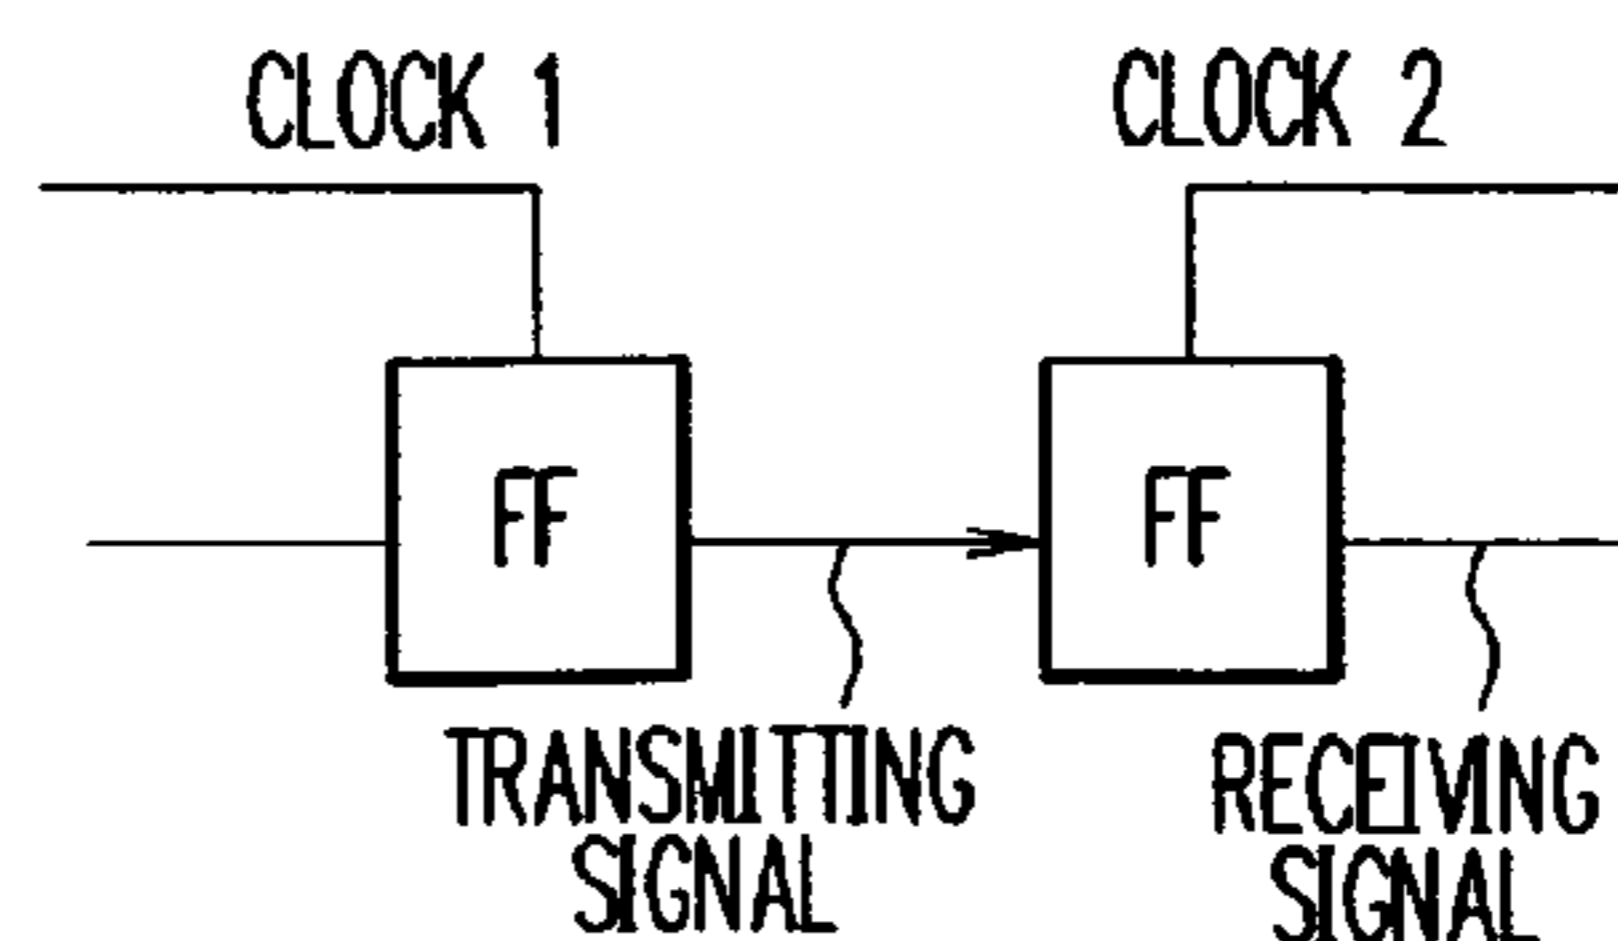 CLOCK 1
CLOCK 2
FF
FF
TRANSMITTING
SIGNAL
RECEIVING
SIGNAL